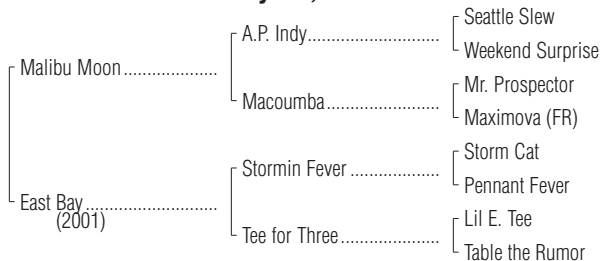 Seattle Slew
A.P. Indy
Weekend Surprise
Malibu Moon
Mr. Prospector
Macoumba
Maximova (FR)
Storm Cat
Stormin Fever
Pennant Fever
East Bay
(2001)
Lil E. Tee
Tee for Three
Table the Rumor